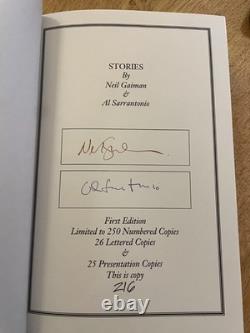 STORIES
By
Neil Gaiman
&
Al Sarrantonio
First Edition
Limited to 250 Numbered Copies
26 Lettered Copies
&
25 Presentation Copies
This is copy
216
ebay